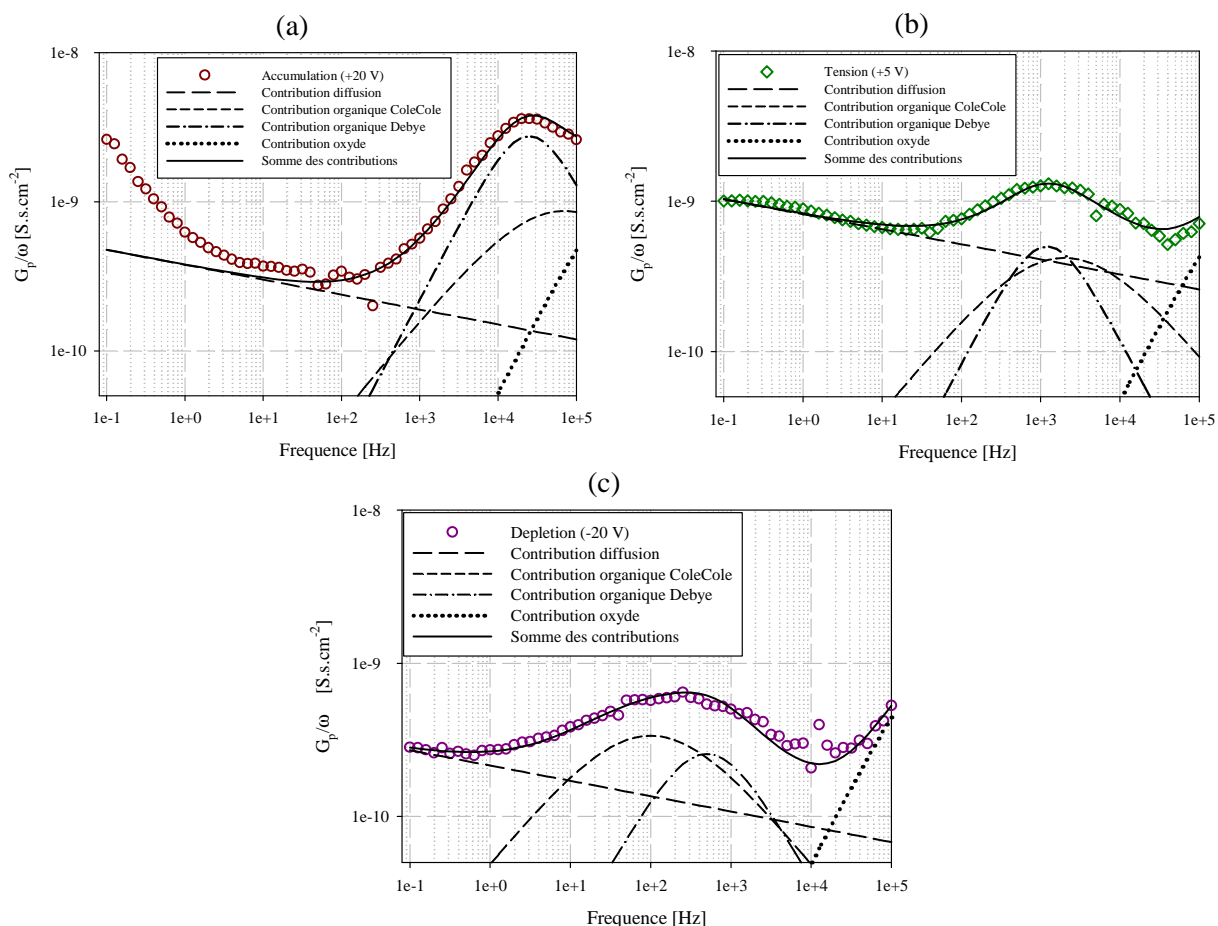 (a)
1e-8
1e-9
1e-10
Gp/ω [S.s.cm-2]
Accumulation (+20 V)
Contribution diffusion
Contribution organique ColeCole
Contribution organique Debye
Contribution oxyde
Somme des contributions
1e-1 1e+0 1e+1 1e+2 1e+3 1e+4 1e+5
Frequence [Hz]
(b)
1e-8
1e-9
1e-10
Gp/ω [S.s.cm-2]
Tension (+5 V)
Contribution diffusion
Contribution organique ColeCole
Contribution organique Debye
Contribution oxyde
Somme des contributions
1e-1 1e+0 1e+1 1e+2 1e+3 1e+4 1e+5
Frequence [Hz]
(c)
1e-8
1e-9
1e-10
Gp/ω [S.s.cm-2]
Depletion (-20 V)
Contribution diffusion
Contribution organique ColeCole
Contribution organique Debye
Contribution oxyde
Somme des contributions
1e-1 1e+0 1e+1 1e+2 1e+3 1e+4 1e+5
Frequence [Hz]